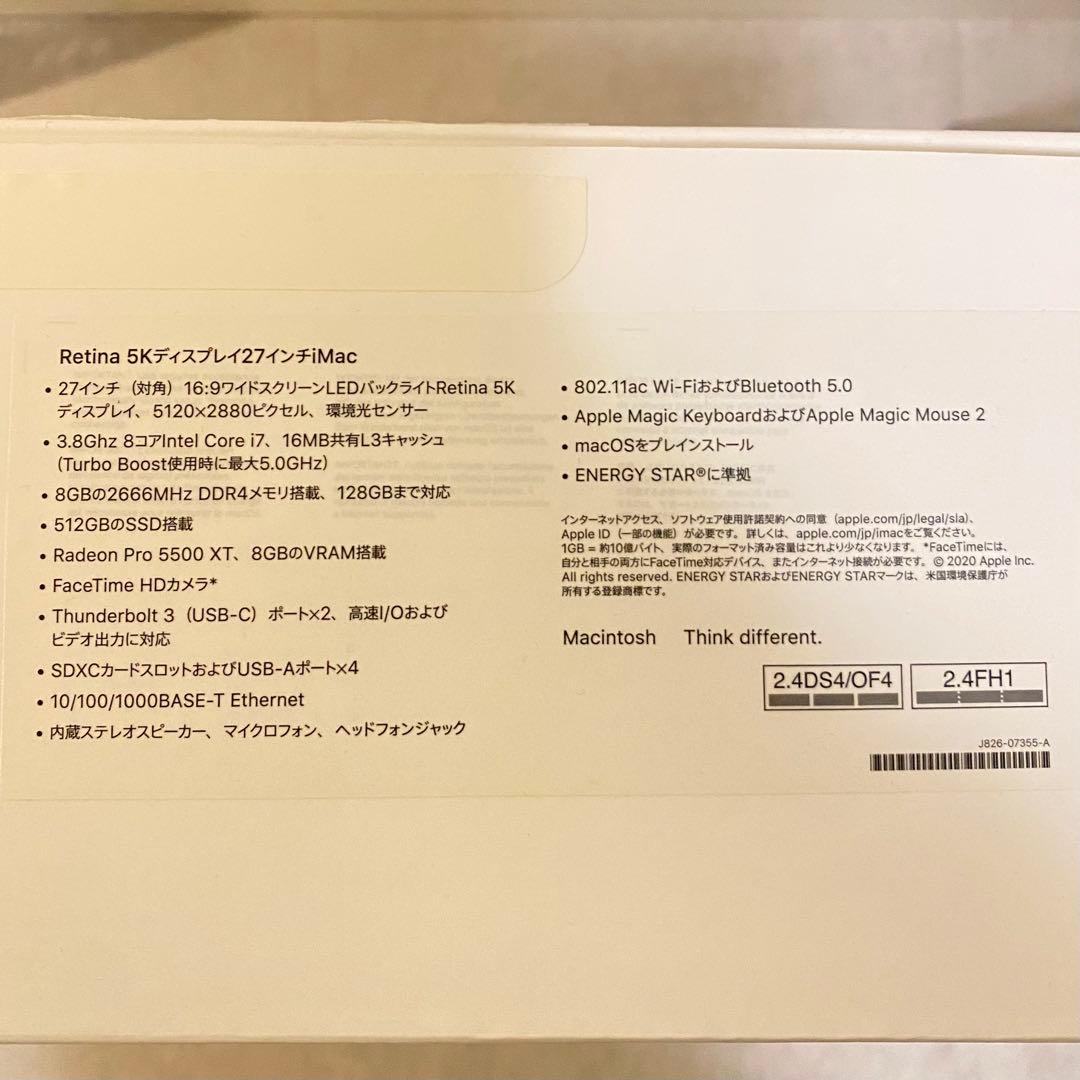 Retina 5Kディスプレイ27インチiMac
• 27インチ（対角）16:9ワイドスクリーンLEDバックライトRetina 5K
ディスプレイ、5120×2880ピクセル、環境光センサー
• 3.8Ghz 8コアIntel Core i7、16MB共有L3キャッシュ
（Turbo Boost使用時に最大5.0GHz）
• 8GBの2666MHz DDR4メモリ搭載、128GBまで対応
• 512GBのSSD搭載
• Radeon Pro 5500 XT、8GBのVRAM搭載
• FaceTime HDカメラ*
• Thunderbolt 3（USB-C）ポート×2、高速I/Oおよび
ビデオ出力に対応
• SDXCカードスロットおよびUSB-Aポート×4
• 10/100/1000BASE-T Ethernet
• 内蔵ステレオスピーカー、マイクロフォン、ヘッドフォンジャック
• 802.11ac Wi-FiおよびBluetooth 5.0
• Apple Magic KeyboardおよびApple Magic Mouse 2
• macOSをプレインストール
• ENERGY STAR®に準拠
インターネットアクセス、ソフトウェア使用許諾契約への同意（apple.com/jp/legal/sla）、
Apple ID（一部の機能）が必要です。詳しくは、apple.com/jp/imacをご覧ください。
1GB = 約10億バイト、実際のフォーマット済み容量はこれより少なくなります。*FaceTimeには、
自分と相手の両方にFaceTime対応デバイス、またインターネット接続が必要です。© 2020 Apple Inc.
All rights reserved. ENERGY STARおよびENERGY STARマークは、米国環境保護庁が
所有する登録商標です。
Macintosh Think different.
2.4DS4/OF4 2.4FH1
J826-07355-A